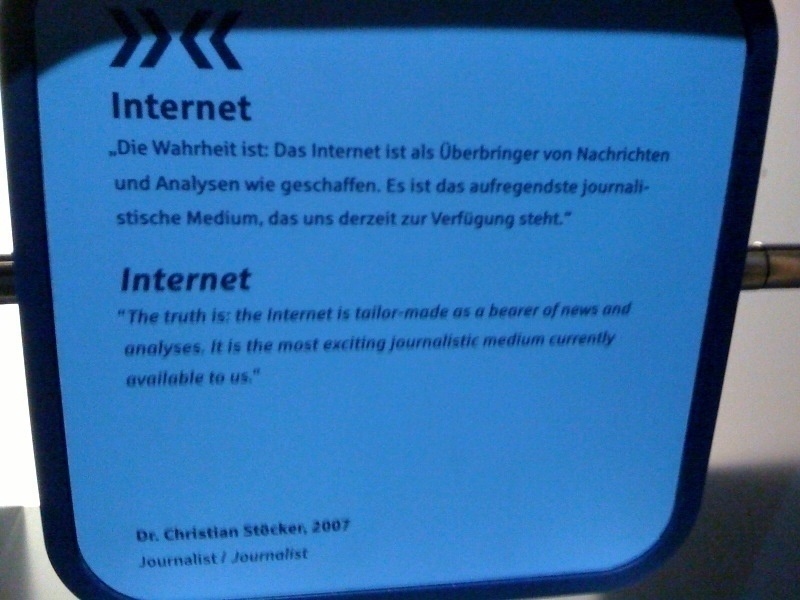 Internet
„Die Wahrheit ist: Das Internet ist als Überbringer von Nachrichten
und Analysen wie geschaffen. Es ist das aufregendste journali-
stische Medium, das uns derzeit zur Verfügung steht.“
Internet
“The truth is: the Internet is tailor-made as a bearer of news and
analyses. It is the most exciting journalistic medium currently
available to us.”
Dr. Christian Stöcker, 2007
Journalist / Journalist